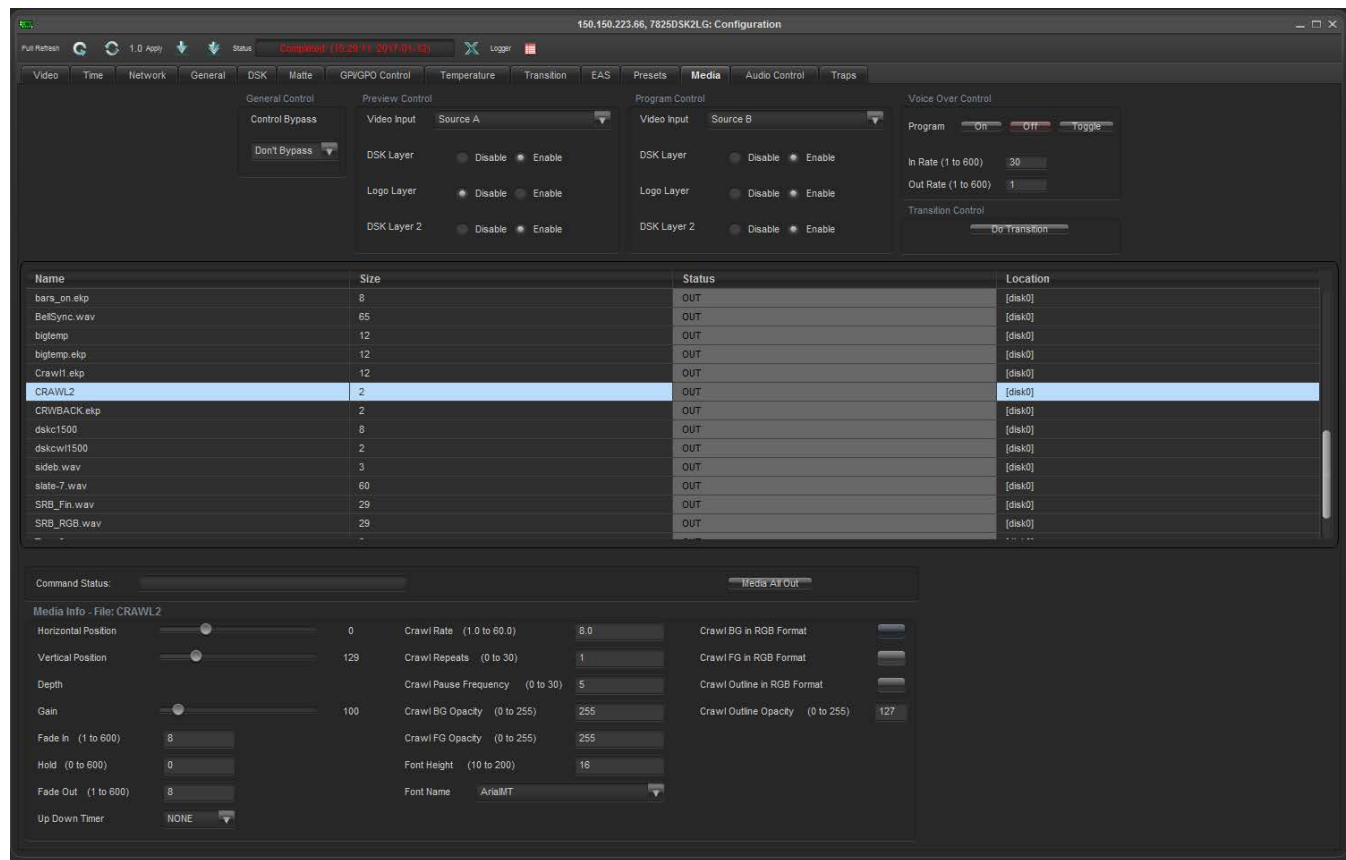 150.150.223.66, 7825DSK2LG: Configuration
Full Refresh 1.0 Apply Status Completed (15:29:11 2017-01-12) Logger
Video Time Network General DSK Matte GPI/GPO Control Temperature Transition EAS Presets Media Audio Control Traps
General Control Preview Control Program Control Voice Over Control
Control Bypass Video Input Source A Video Input Source B
Program On Off Toggle
Don't Bypass DSK Layer Disable Enable DSK Layer Disable Enable
In Rate (1 to 600) 30
Out Rate (1 to 600) 1
Logo Layer Disable Enable Logo Layer Disable Enable
Transition Control
DSK Layer 2 Disable Enable DSK Layer 2 Disable Enable Do Transition
Name Size Status Location
bars_on.ekp 8 OUT [disk0]
BellSync.wav 65 OUT [disk0]
bigtemp 12 OUT [disk0]
bigtemp.ekp 12 OUT [disk0]
Crawl1.ekp 12 OUT [disk0]
CRAWL2 2 OUT [disk0]
CRWBACK.ekp 2 OUT [disk0]
dskc1500 8 OUT [disk0]
dskcwl1500 2 OUT [disk0]
sideb.wav 3 OUT [disk0]
slate-7.wav 60 OUT [disk0]
SRB_Fin.wav 29 OUT [disk0]
SRB_RGB.wav 29 OUT [disk0]
Command Status: Media All Out
Media Info - File: CRAWL2
Horizontal Position 0 Crawl Rate (1.0 to 60.0) 8.0 Crawl BG in RGB Format
Vertical Position 129 Crawl Repeats (0 to 30) 1 Crawl FG in RGB Format
Depth Crawl Pause Frequency (0 to 30) 5 Crawl Outline in RGB Format
Gain 100 Crawl BG Opacity (0 to 255) 255 Crawl Outline Opacity (0 to 255) 127
Fade In (1 to 600) 8 Crawl FG Opacity (0 to 255) 255
Hold (0 to 600) 0 Font Height (10 to 200) 16
Fade Out (1 to 600) 8 Font Name ArialMT
Up Down Timer NONE